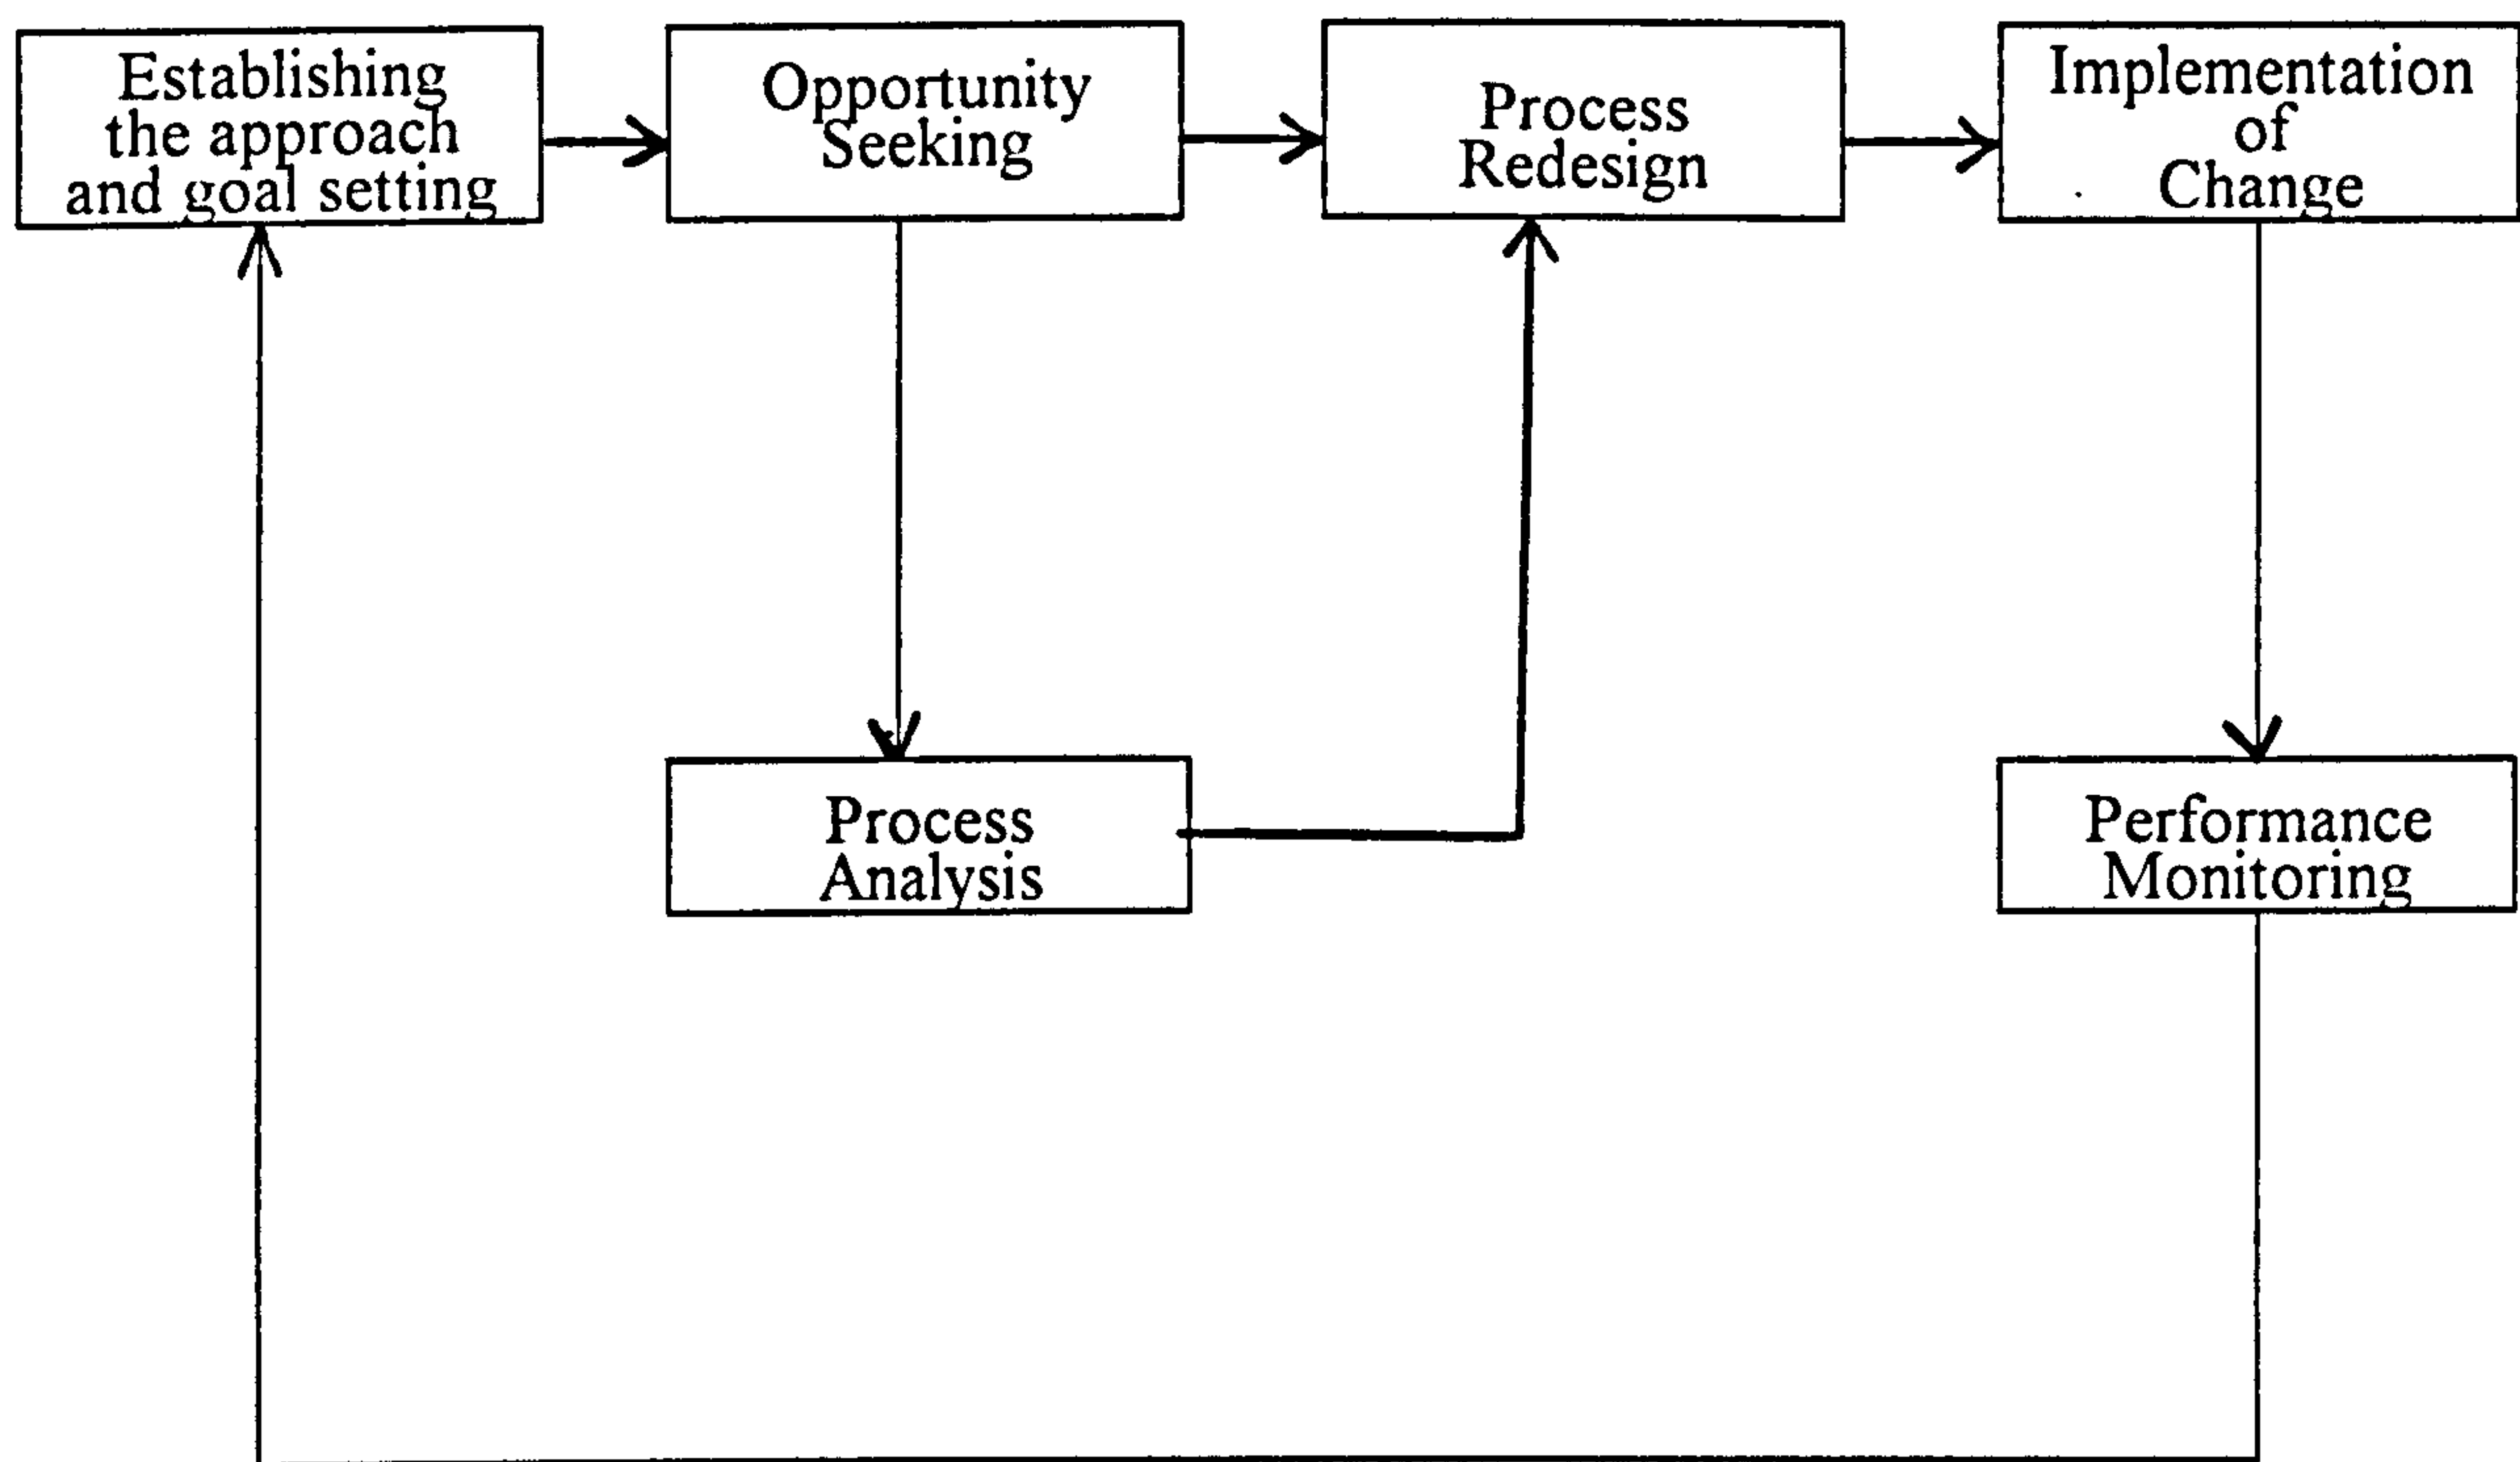 Establishing
the approach
and goal setting
Opportunity
Seeking
Process
Redesign
Implementation
of
Change
Process
Analysis
Performance
Monitoring